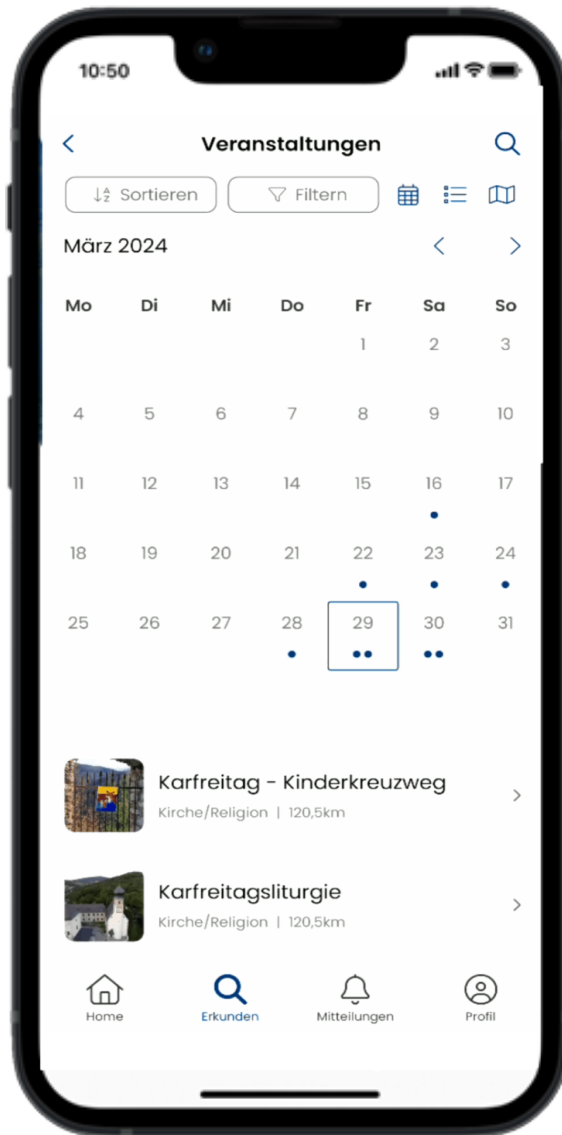 10:50
Veranstaltungen
Sortieren Filtern
März 2024
Mo Di Mi Do Fr Sa So
1 2 3
4 5 6 7 8 9 10
11 12 13 14 15 16 17
18 19 20 21 22 23 24
25 26 27 28 29 30 31
Karfreitag - Kinderkreuzweg
Kirche/Religion | 120,5km
Karfreitagsliturgie
Kirche/Religion | 120,5km
Home Erkunden Mitteilungen Profil